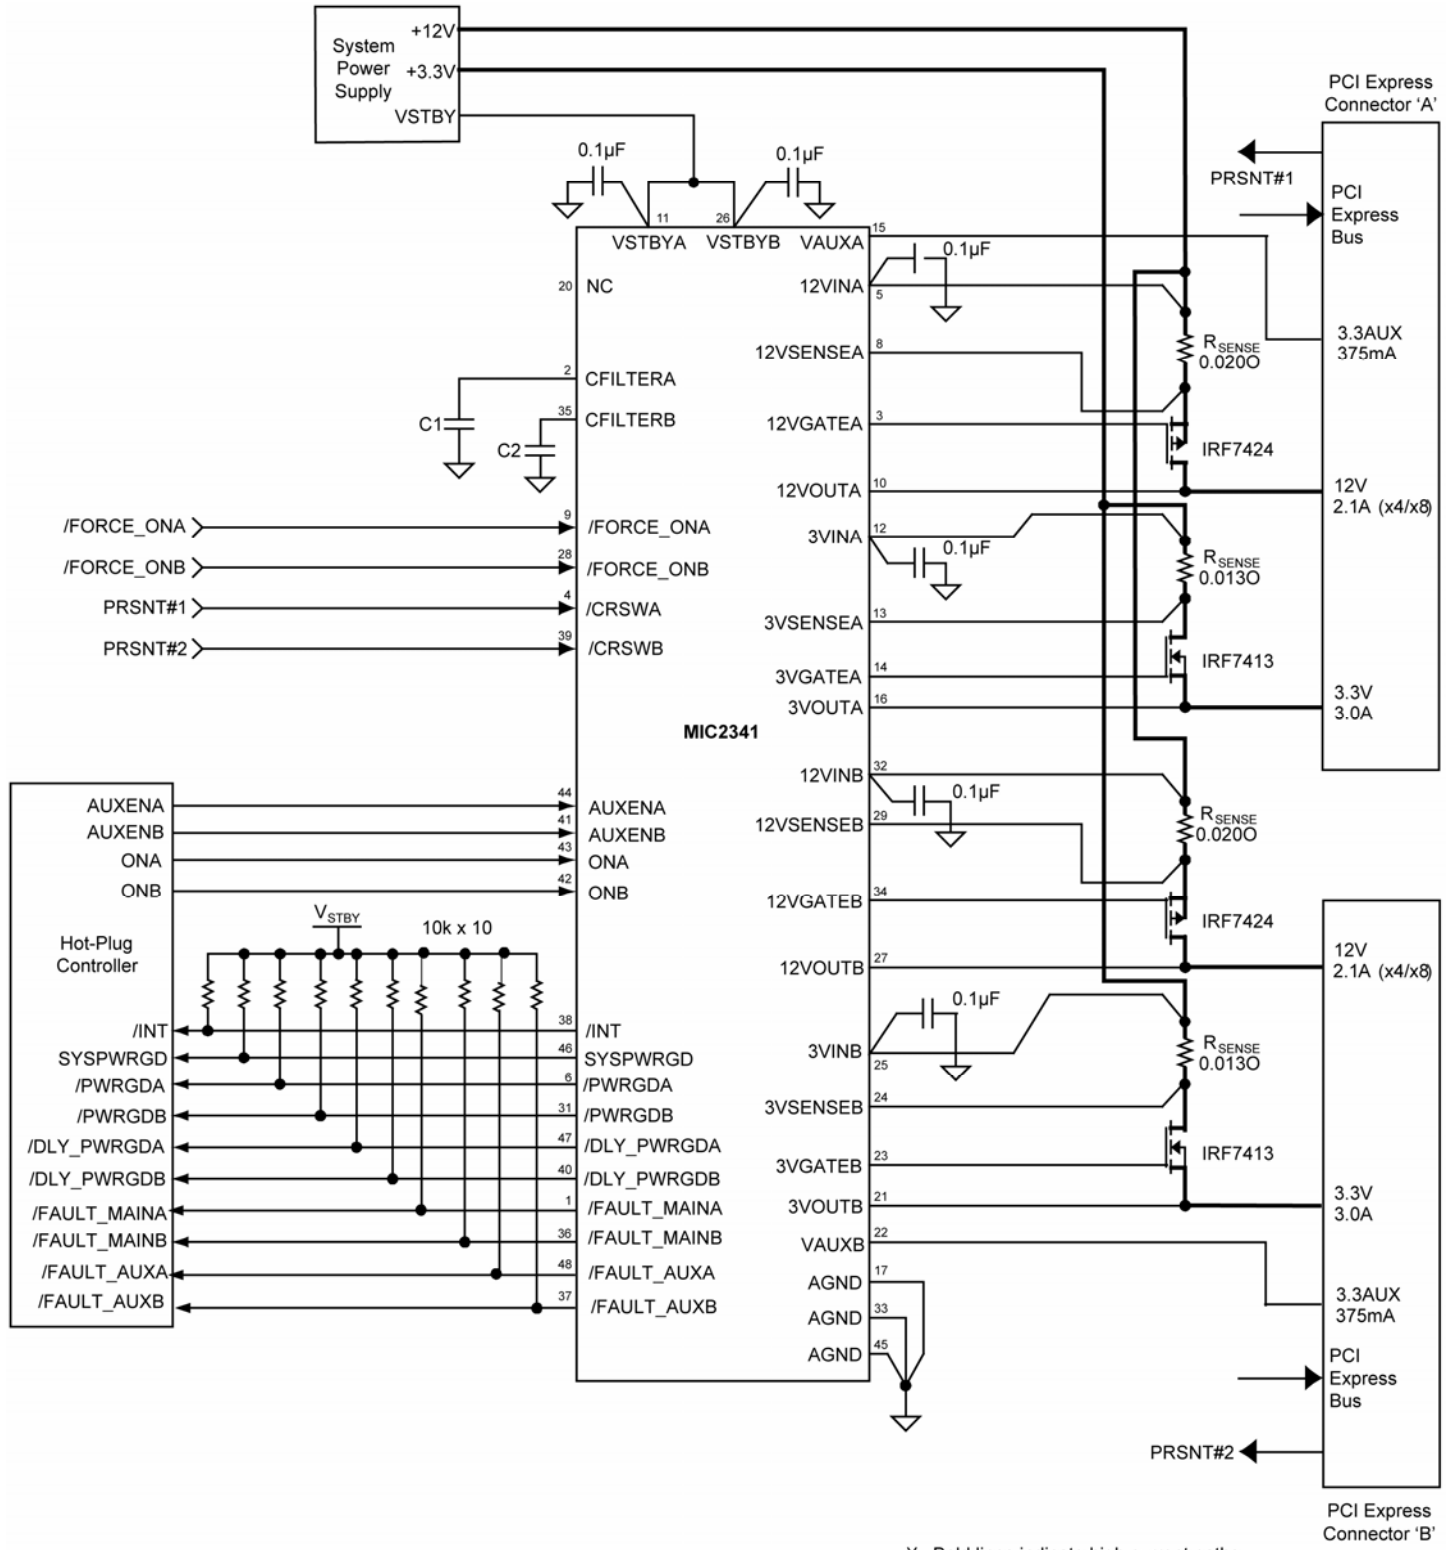 +12V
System
Power
Supply
+3.3V
VSTBY
PCI Express
Connector 'A'
0.1µF
0.1µF
PRSNT#1
PCI
Express
Bus
11
26
15
VSTBYA
VSTBYB
VAUXA
0.1µF
20
NC
12VINA
5
3.3AUX
375mA
RSENSE
0.020O
12VSENSEA
8
2
CFILTERA
C1
35
CFILTERB
C2
12VGATEA
3
IRF7424
12VOUTA
10
12V
2.1A (x4/x8)
/FORCE_ONA
9
/FORCE_ONA
3VINA
12
0.1µF
RSENSE
0.013O
/FORCE_ONB
28
/FORCE_ONB
PRSNT#1
4
/CRSWA
3VSENSEA
13
PRSNT#2
39
/CRSWB
3VGATEA
14
IRF7413
3VOUTA
16
3.3V
3.0A
MIC2341
12VINB
32
0.1µF
AUXENA
44
AUXENA
AUXENB
41
AUXENB
12VSENSEB
29
RSENSE
0.020O
ONA
43
ONA
ONB
42
ONB
12VGATEB
34
IRF7424
VSTBY
10k x 10
Hot-Plug
Controller
12VOUTB
27
12V
2.1A (x4/x8)
0.1µF
/INT
38
/INT
3VINB
25
RSENSE
0.013O
SYSPWRGD
46
SYSPWRGD
/PWRGDA
6
/PWRGDA
3VSENSEB
24
/PWRGDB
31
/PWRGDB
/DLY_PWRGDA
47
/DLY_PWRGDA
3VGATEB
23
IRF7413
/DLY_PWRGDB
40
/DLY_PWRGDB
/FAULT_MAINA
1
/FAULT_MAINA
3VOUTB
21
3.3V
3.0A
/FAULT_MAINB
36
/FAULT_MAINB
VAUXB
22
/FAULT_AUXA
48
/FAULT_AUXA
AGND
17
/FAULT_AUXB
37
/FAULT_AUXB
3.3AUX
375mA
AGND
33
AGND
45
PCI
Express
Bus
PRSNT#2
PCI Express
Connector 'B'